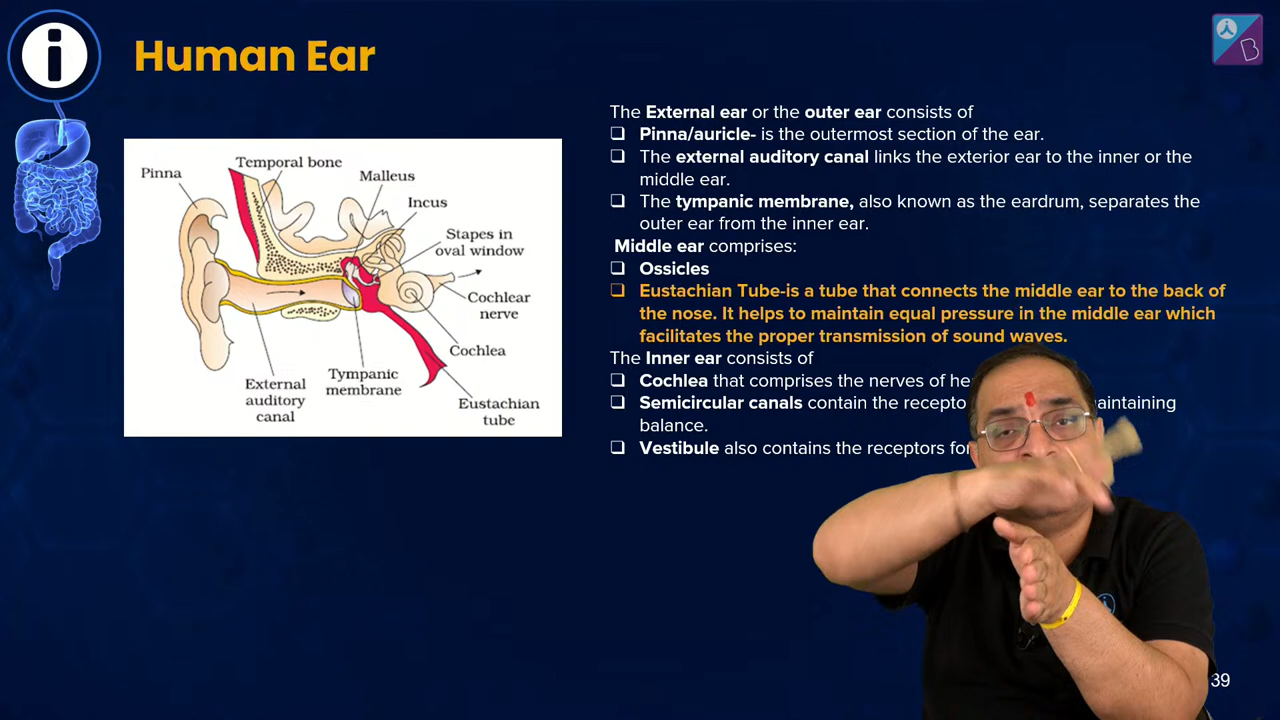 Human Ear
Temporal bone
Pinna
Malleus
Incus
Stapes in
oval window
Cochlear
nerve
Cochlea
Tympanic
membrane
External
auditory
canal
Eustachian
tube
The External ear or the outer ear consists of
❑ Pinna/auricle- is the outermost section of the ear.
❑ The external auditory canal links the exterior ear to the inner or the
middle ear.
❑ The tympanic membrane, also known as the eardrum, separates the
outer ear from the inner ear.
Middle ear comprises:
❑ Ossicles
❑ Eustachian Tube-is a tube that connects the middle ear to the back of
the nose. It helps to maintain equal pressure in the middle ear which
facilitates the proper transmission of sound waves.
The Inner ear consists of
❑ Cochlea that comprises the nerves of
❑ Semicircular canals contain the
balance.
❑ Vestibule also contains the receptors
39